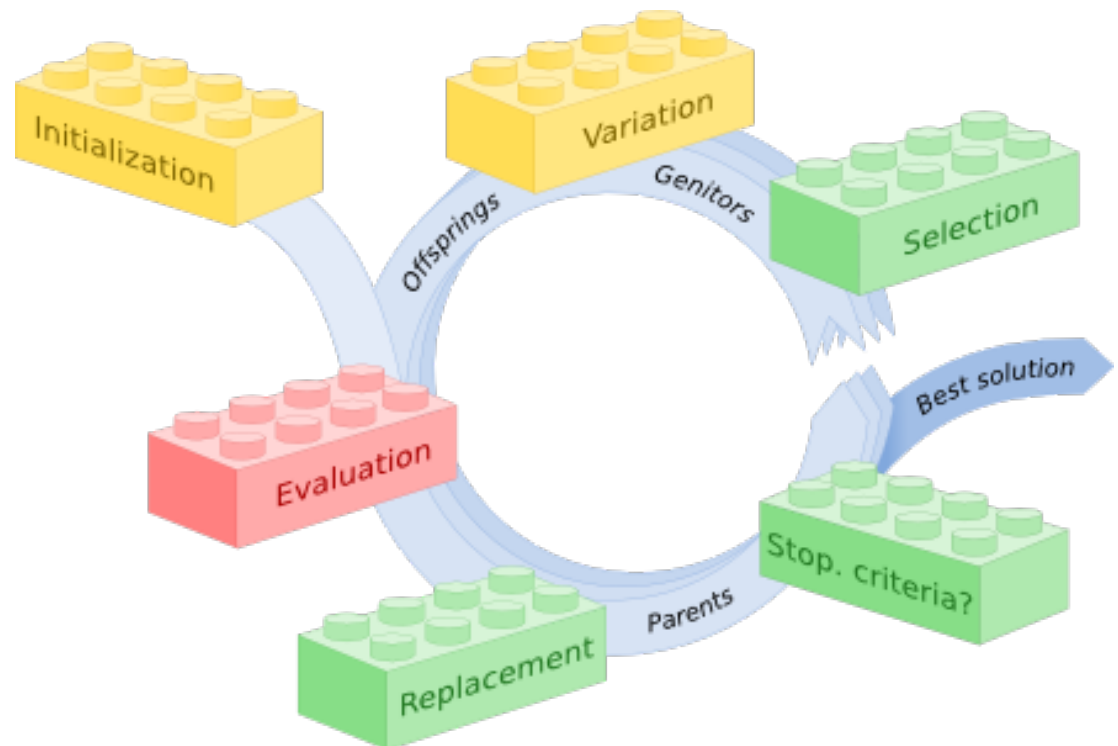 Initialization
Variation
Genitors
Selection
Offsprings
Best solution
Evaluation
Stop. criteria?
Parents
Replacement